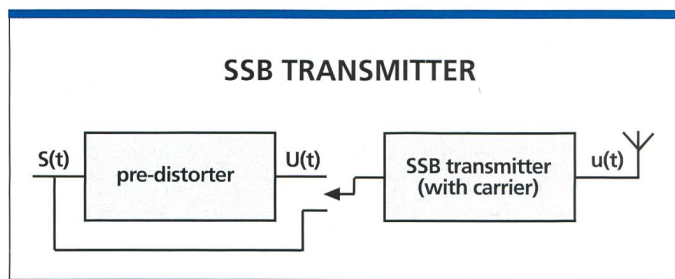 SSB TRANSMITTER
S(t)
pre-distorter
U(t)
SSB transmitter
(with carrier)
u(t)